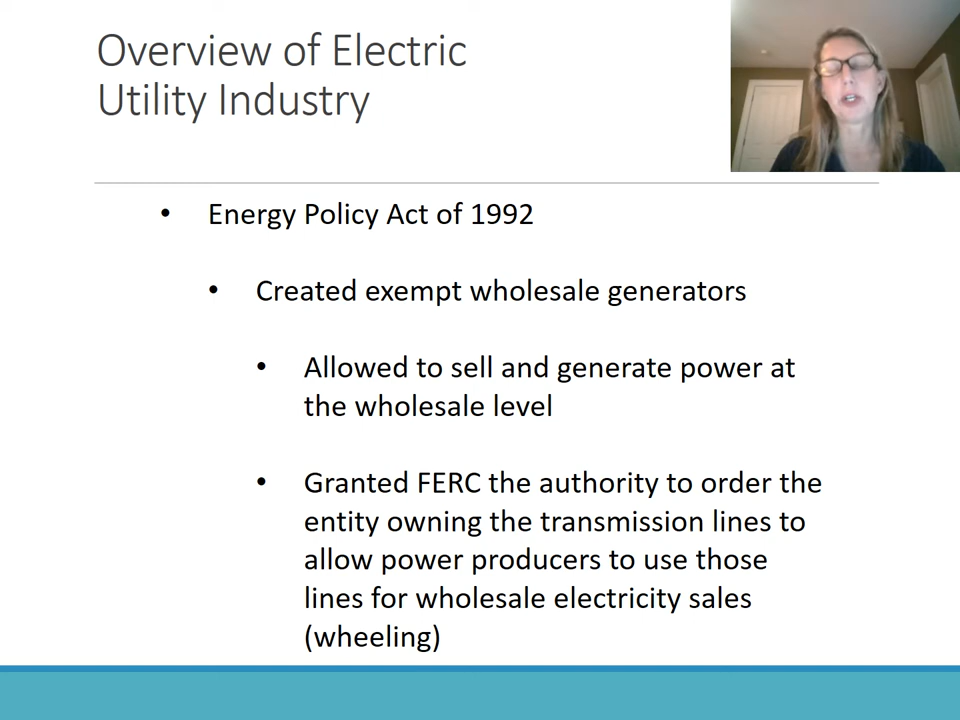 Overview of Electric
Utility Industry
• Energy Policy Act of 1992
• Created exempt wholesale generators
• Allowed to sell and generate power at
the wholesale level
• Granted FERC the authority to order the
entity owning the transmission lines to
allow power producers to use those
lines for wholesale electricity sales
(wheeling)